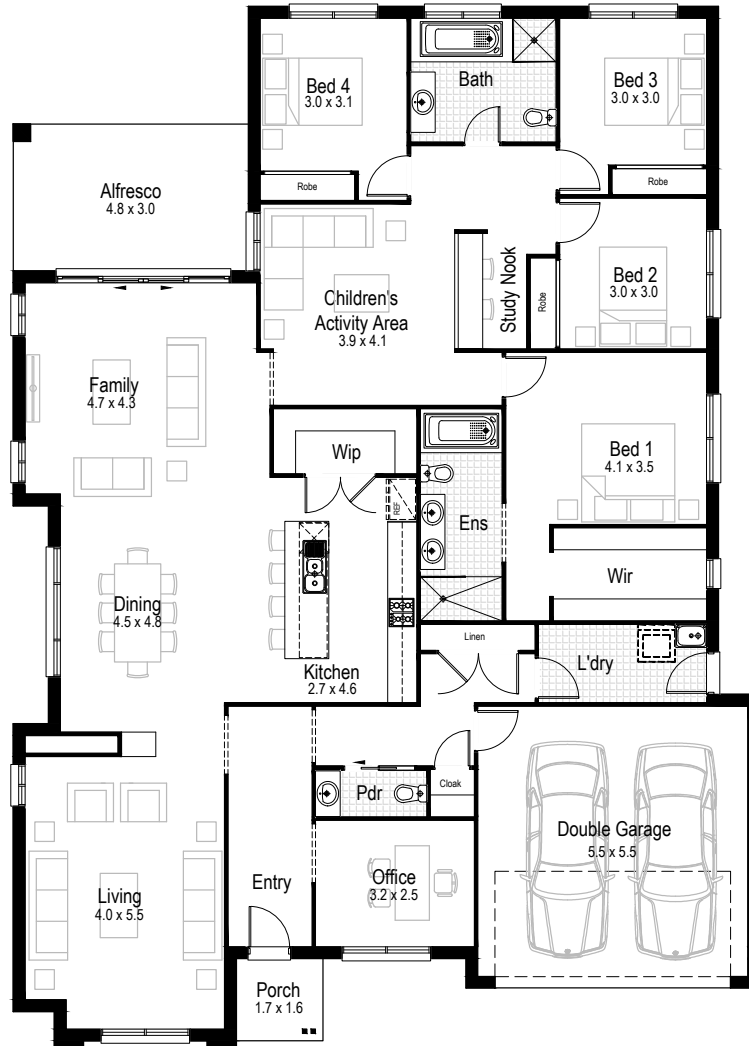 Bed 4
3.0 x 3.1
Bath
Bed 3
3.0 x 3.0
Robe
Robe
Alfresco
4.8 x 3.0
Children's
Activity Area
3.9 x 4.1
Study Nook
Robe
Bed 2
3.0 x 3.0
Family
4.7 x 4.3
Wip
REF
Ens
Bed 1
4.1 x 3.5
Wir
Dining
4.5 x 4.8
Kitchen
2.7 x 4.6
Linen
L'dry
Pdr
Cloak
Double Garage
5.5 x 5.5
Living
4.0 x 5.5
Entry
Office
3.2 x 2.5
Porch
1.7 x 1.6